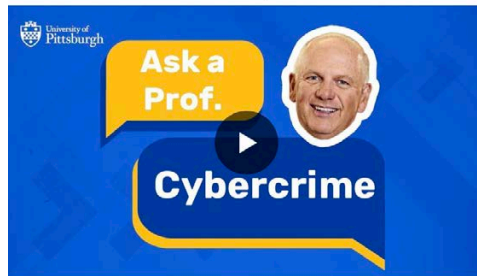 University of
Pittsburgh
Ask a
Prof.
Cybercrime